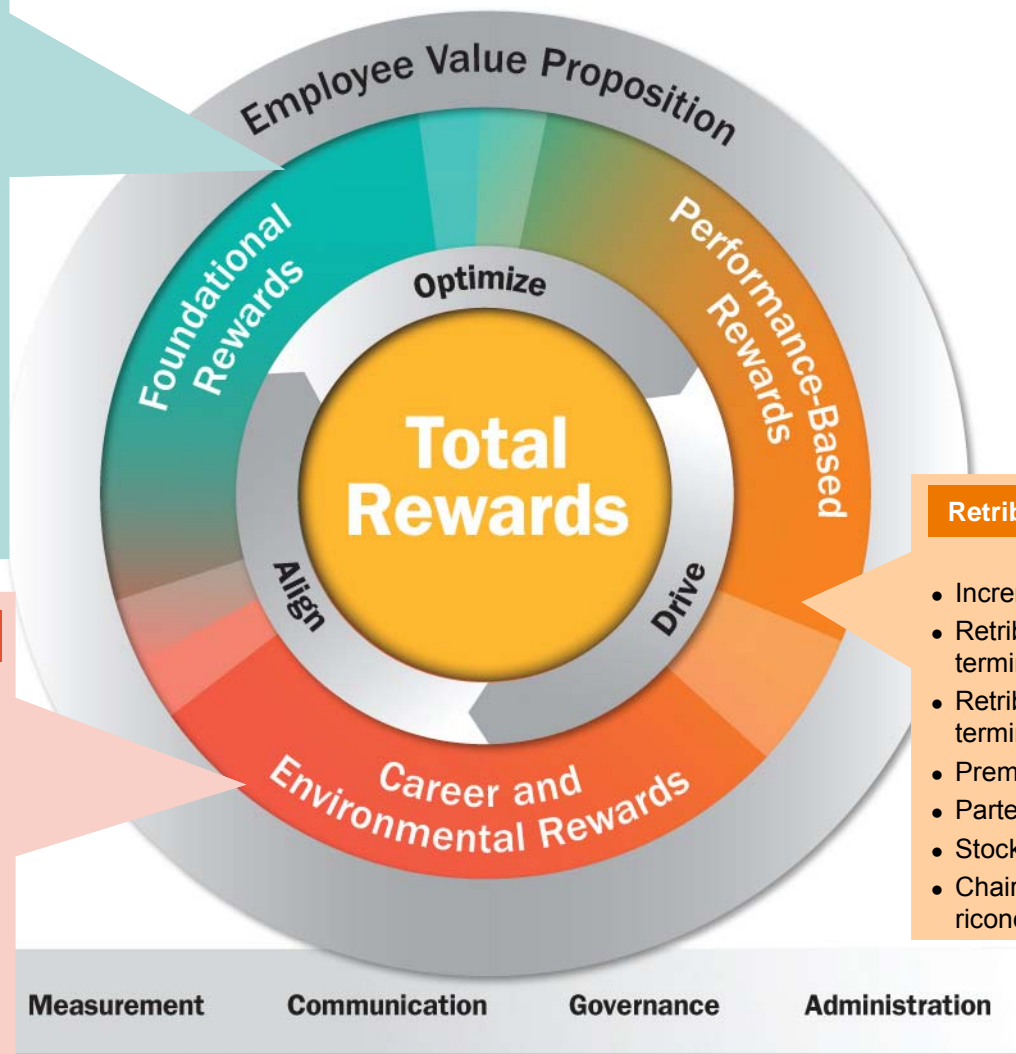 Employee Value Proposition
Foundational
Rewards
Performance-Based
Rewards
Optimize
Total
Rewards
Align
Drive
Career and
Environmental Rewards
•
•
• 
•
• 
• Stock
•
Measurement Communication Governance Administration